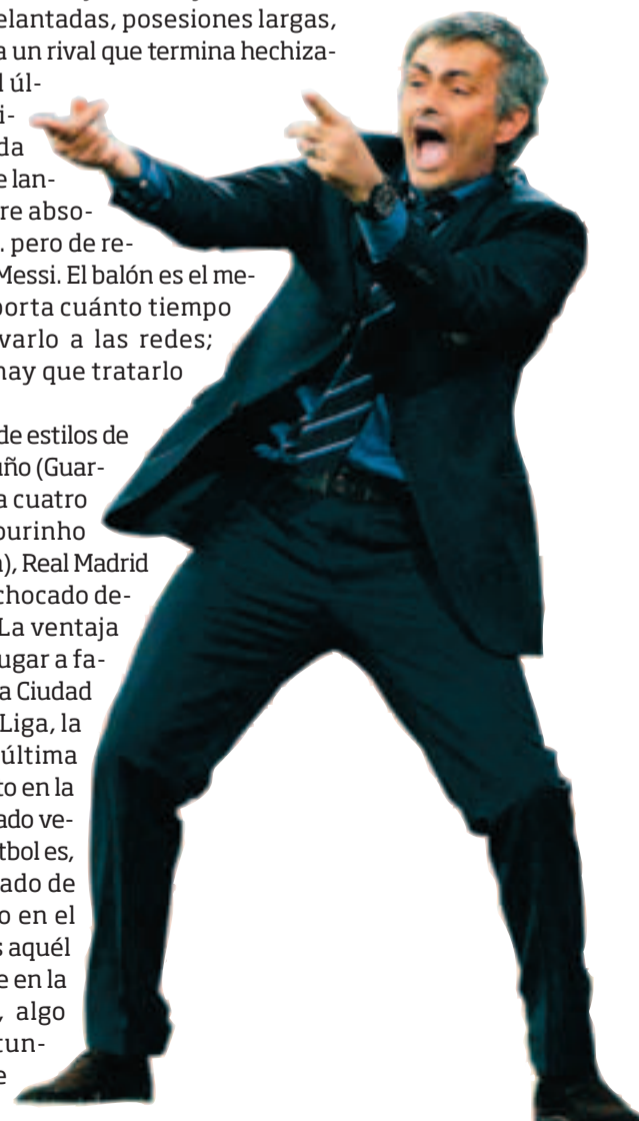 elantadas, posesiones largas,
a un rival que termina hechiza-
l úl-
i-
da
e lan-
re abso-
. pero de re-
Messi. El balón es el me-
porta cuánto tiempo
varlo a las redes;
hay que tratarlo
de estilos de
uño (Guar-
a cuatro
ourinho
), Real Madrid
chocado de-
La ventaja
ugar a fa-
a Ciudad
Liga, la
última
to en la
ado ve-
tbol es,
ado de
o en el
s aquél
e en la
, algo
tun-
e